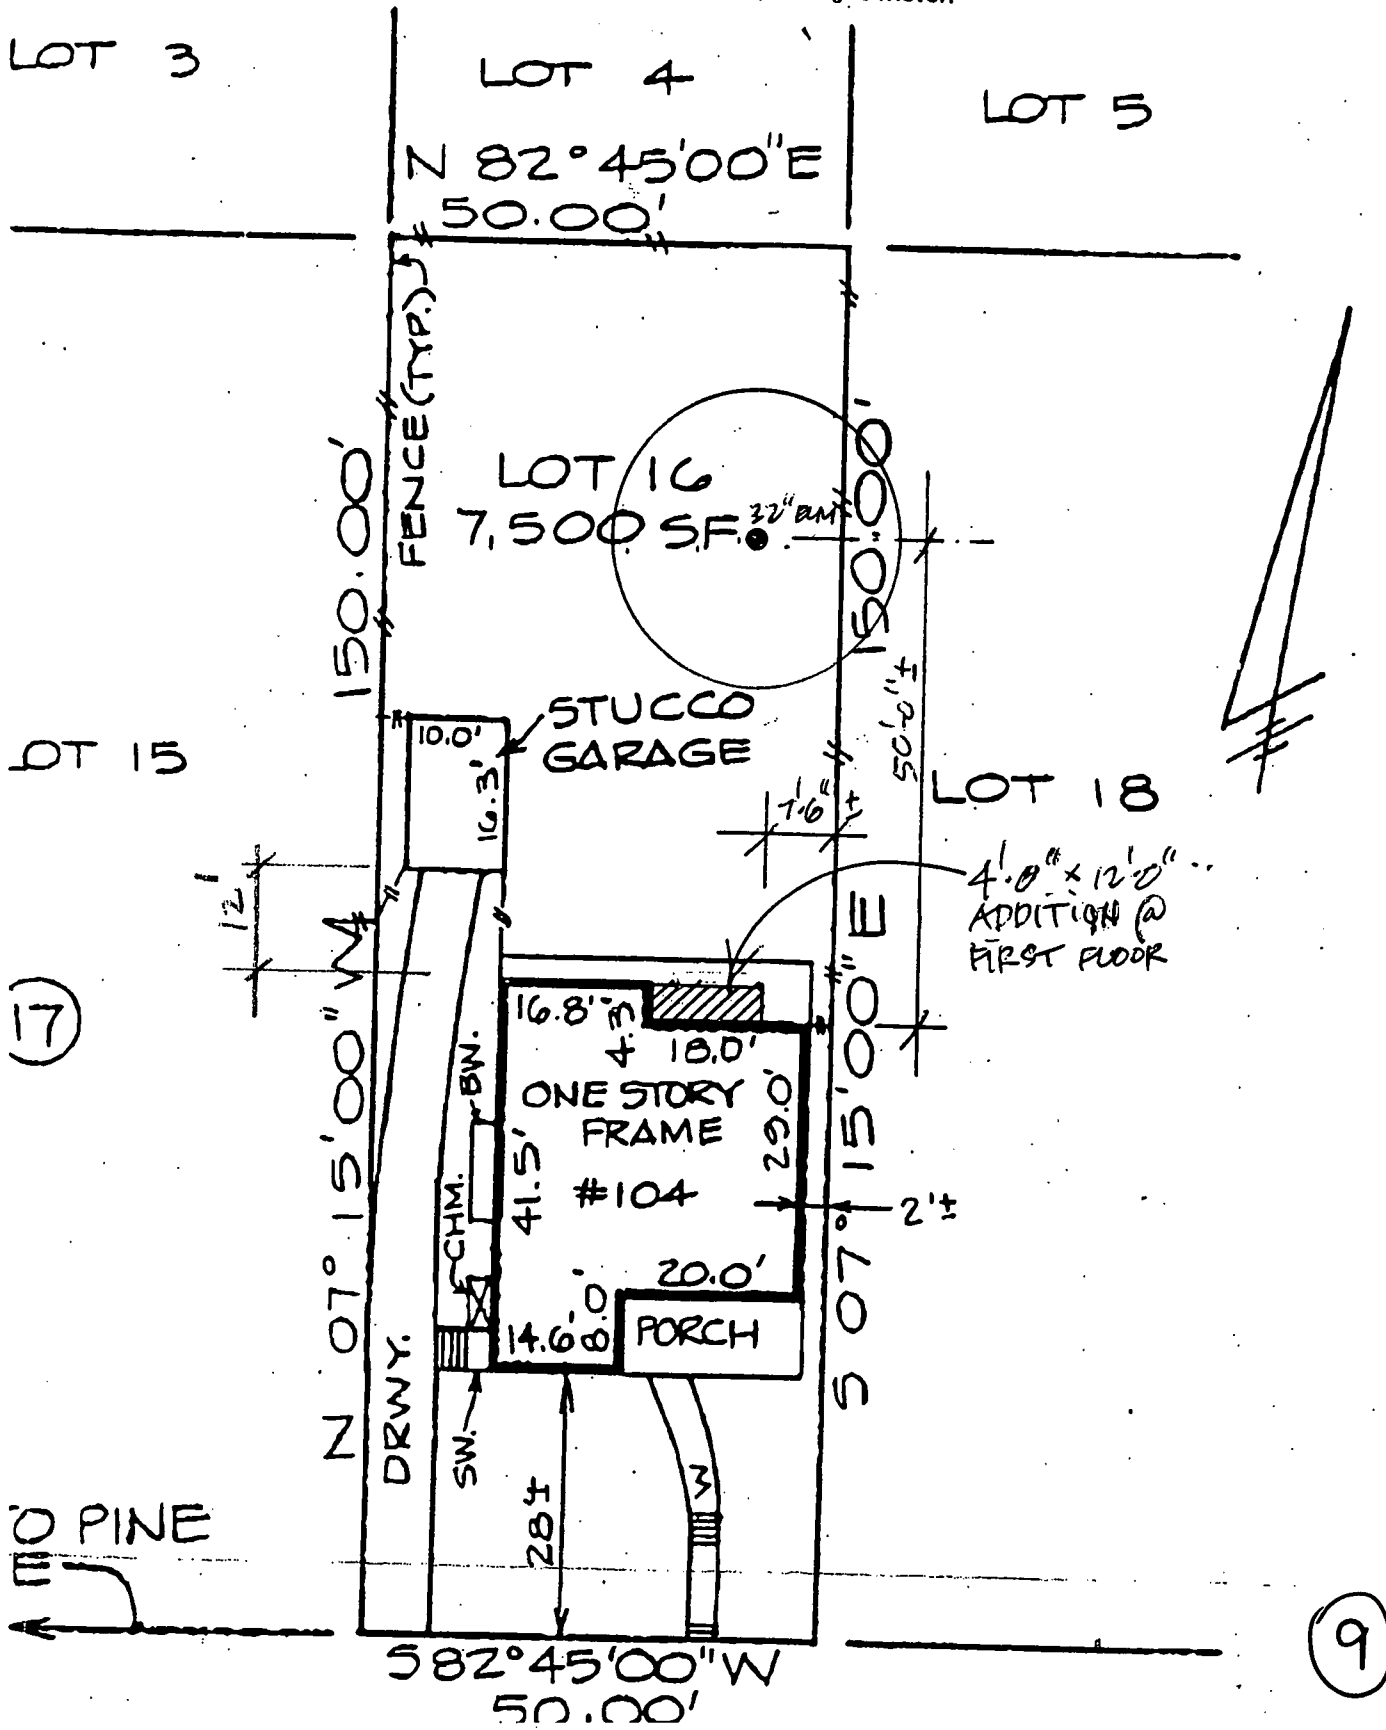 LOT 3
LOT 4
LOT 5
N 82°45'00"E
50.00'
FENCE (TYP.)
150.00'
LOT 16
7,500 S.F.
32" ELM
150.00'
STUCCO
GARAGE
10.0'
16.3'
OT 15
50'-0" ±
LOT 18
7'-6" ±
4'-0" x 12'-0"
ADDITION @
FIRST FLOOR
12'
17
N 07° 15' 00" W
S 07° 15' 00" E
16.8'
4.3
18.0'
BW.
ONE STORY
FRAME
29.0'
41.5'
#104
CHM.
2'±
20.0'
14.6'
8.0'
PORCH
DRWY.
SW.
28'±
W
O PINE
E
S 82°45'00"W
50.00'
9